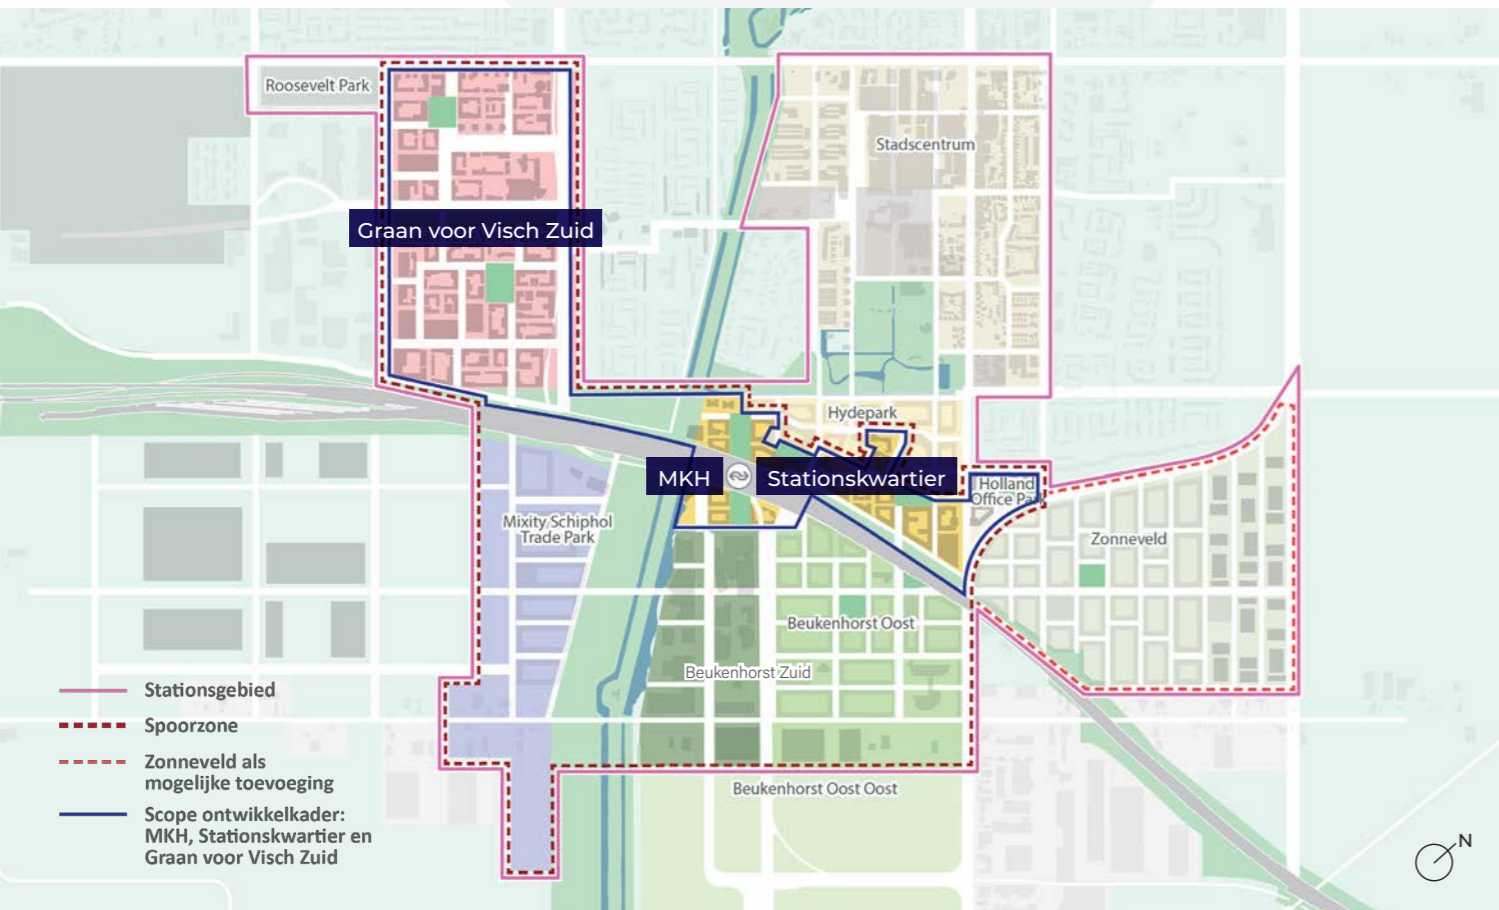 Roosevelt Park
Stadscentrum
Graan voor Visch Zuid
Hydepark
MKH
Stationskwartier
Holland
Office Park
Mixity Schiphol
Trade Park
Zonneveld
Beukenhorst Oost
Beukenhorst Zuid
Beukenhorst Oost Oost
Stationsgebied
Spoorzone
Zonneveld als
mogelijke toevoeging
Scope ontwikkelkader:
MKH, Stationskwartier en
Graan voor Visch Zuid
N